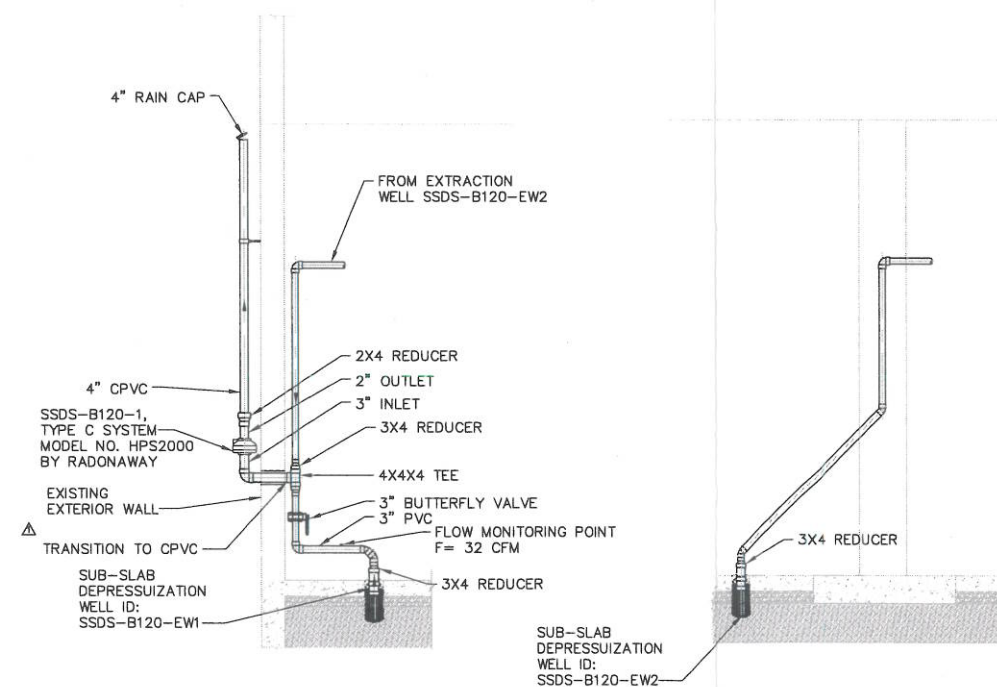 4" RAIN CAP
FROM EXTRACTION
WELL SSDS-B120-EW2
2X4 REDUCER
2" OUTLET
3" INLET
3X4 REDUCER
4X4X4 TEE
3" BUTTERFLY VALVE
3" PVC
FLOW MONITORING POINT
F= 32 CFM
3X4 REDUCER
4" CPVC
SSDS-B120-1,
TYPE C SYSTEM
MODEL NO. HPS2000
BY RADONAWAY
EXISTING
EXTERIOR WALL
TRANSITION TO CPVC
SUB-SLAB
DEPRESSUIZATION
WELL ID:
SSDS-B120-EW1
3X4 REDUCER
SUB-SLAB
DEPRESSUIZATION
WELL ID:
SSDS-B120-EW2